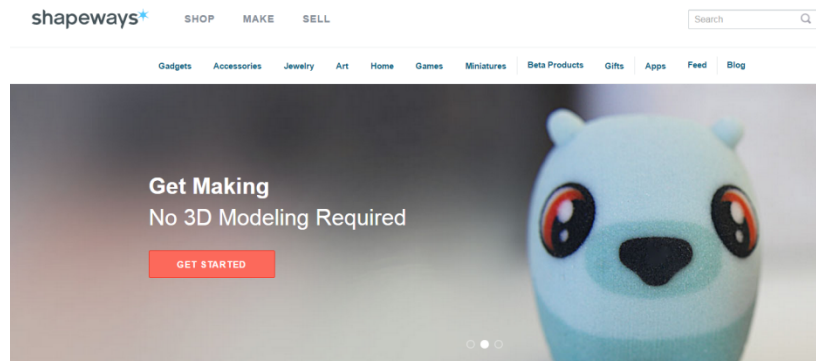 shapeways* SHOP MAKE SELL Search
Gadgets Accessories Jewelry Art Home Games Miniatures Beta Products Gifts Apps Feed Blog
Get Making
No 3D Modeling Required
GET STARTED